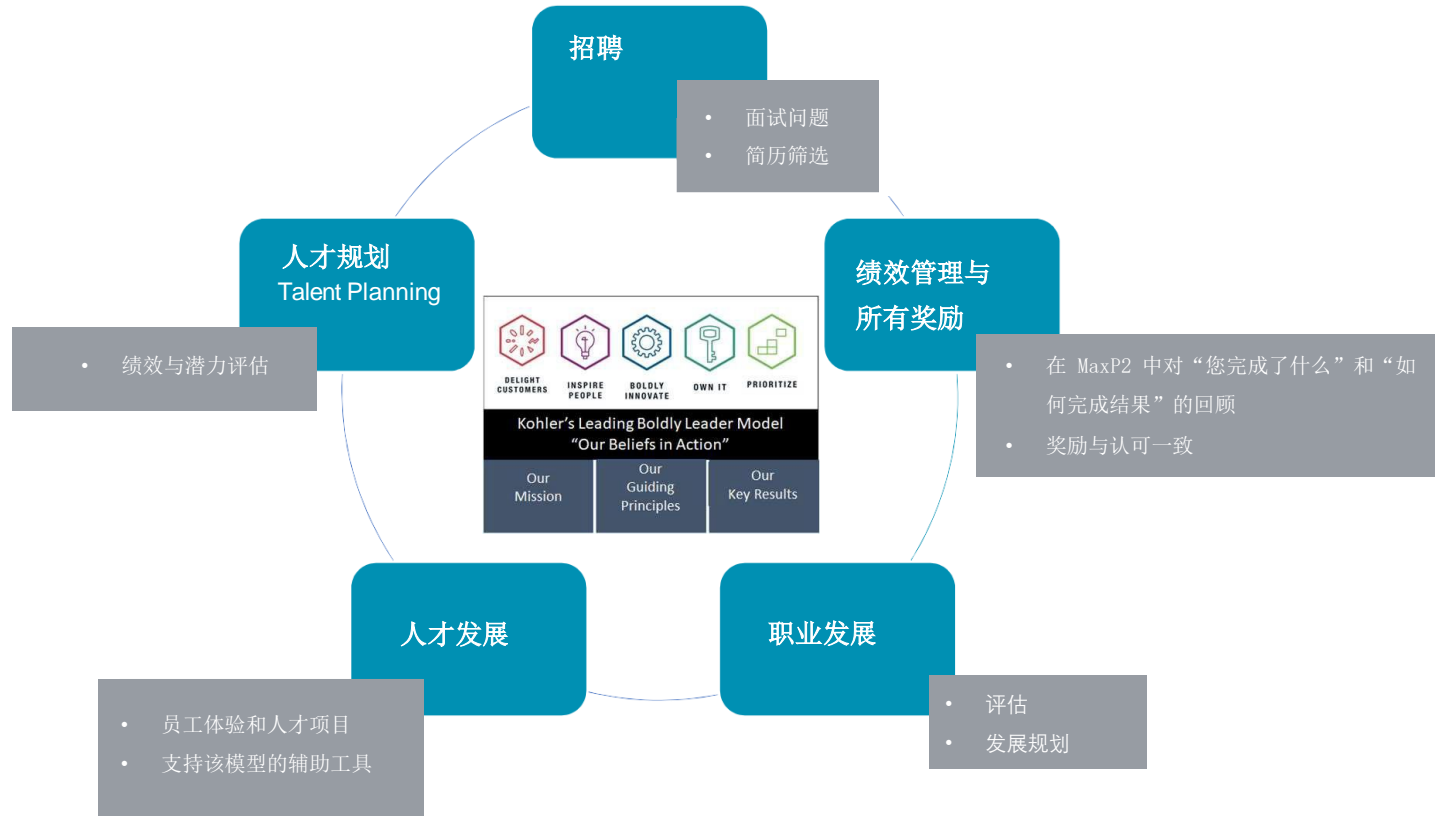 招聘
• 面试问题
• 简历筛选
人才规划
Talent Planning
• 绩效与潜力评估
绩效管理与
所有奖励
• 在 MaxP2 中对“您完成了什么”和“如
何完成结果”的回顾
• 奖励与认可一致
DELIGHT
CUSTOMERS
INSPIRE
PEOPLE
BOLDLY
INNOVATE
OWN IT
PRIORITIZE
Kohler’s Leading Boldly Leader Model
“Our Beliefs in Action”
Our
Mission
Our
Guiding
Principles
Our
Key Results
人才发展
• 员工体验和人才项目
• 支持该模型的辅助工具
职业发展
• 评估
• 发展规划